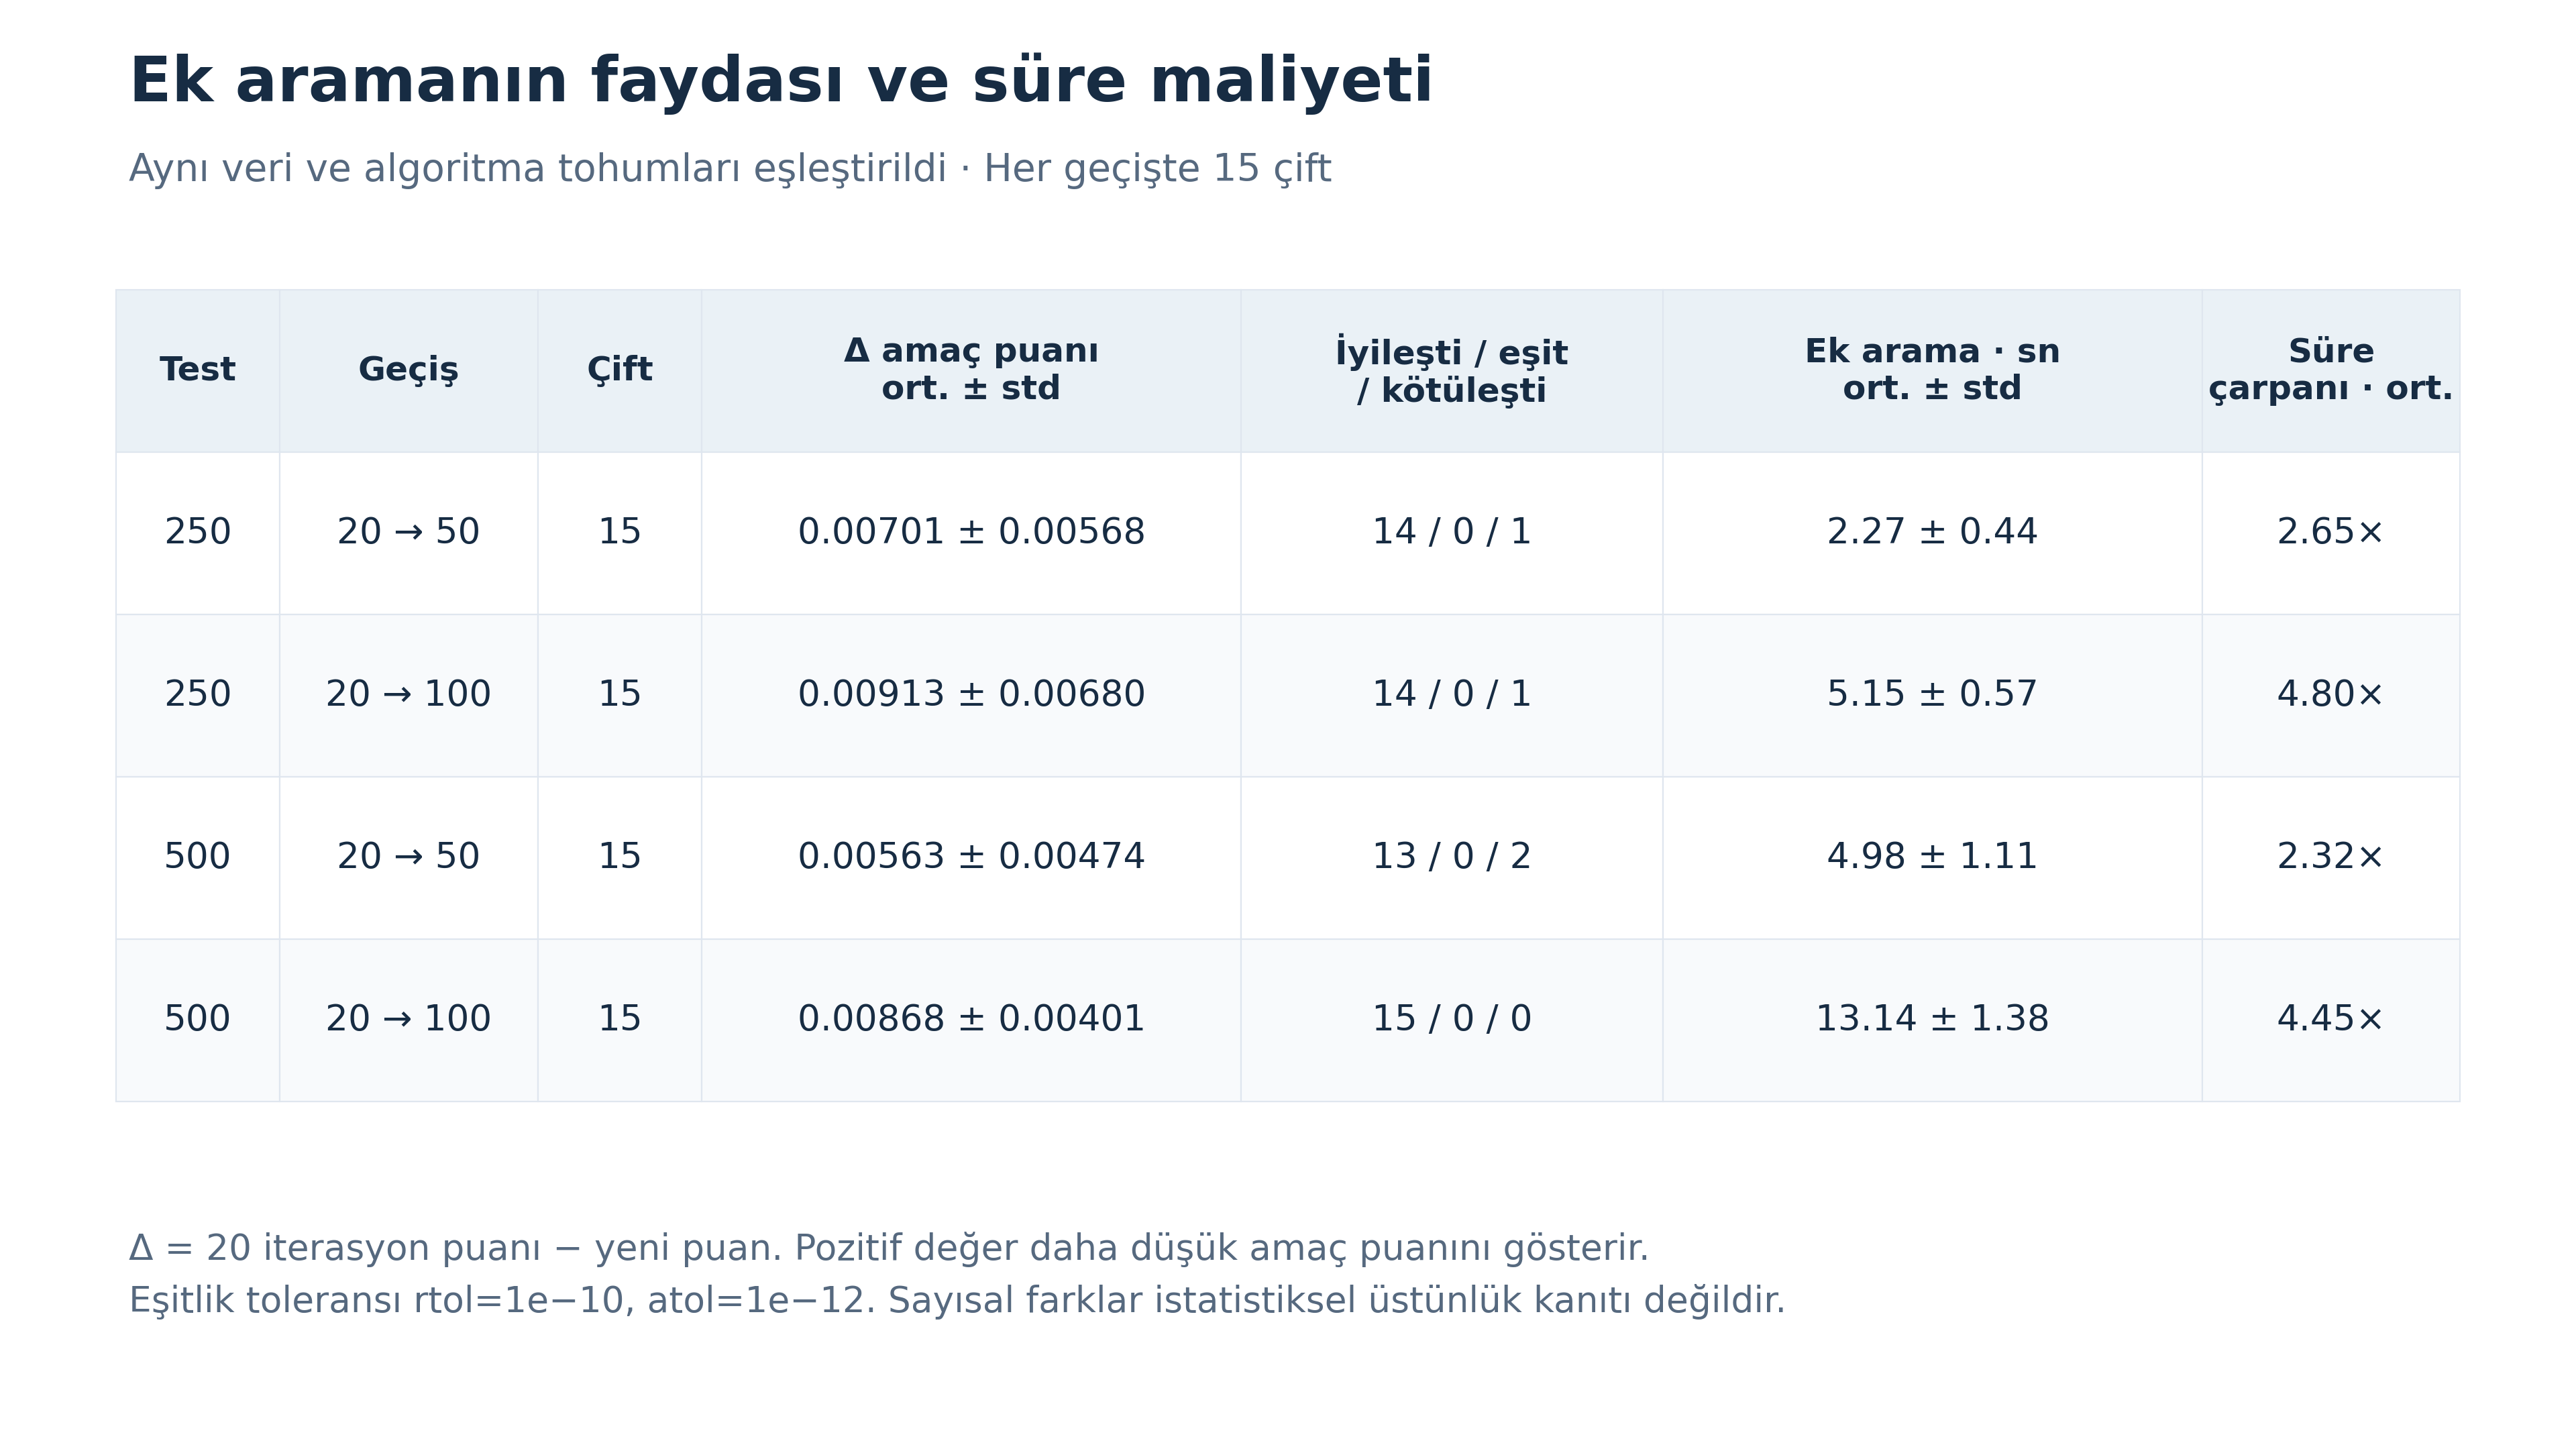 Ek aramanın faydası ve süre maliyeti
Aynı veri ve algoritma tohumları eşleştirildi · Her geçişte 15 çift
Test Geçiş Çift Δ amaç puanı ort. ± std İyileşti / eşit / kötüleşti Ek arama · sn ort. ± std Süre çarpanı · ort.
250 20 → 50 15 0.00701 ± 0.00568 14 / 0 / 1 2.27 ± 0.44 2.65×
250 20 → 100 15 0.00913 ± 0.00680 14 / 0 / 1 5.15 ± 0.57 4.80×
500 20 → 50 15 0.00563 ± 0.00474 13 / 0 / 2 4.98 ± 1.11 2.32×
500 20 → 100 15 0.00868 ± 0.00401 15 / 0 / 0 13.14 ± 1.38 4.45×
Δ = 20 iterasyon puanı − yeni puan. Pozitif değer daha düşük amaç puanını gösterir.
Eşitlik toleransı rtol=1e−10, atol=1e−12. Sayısal farklar istatistiksel üstünlük kanıtı değildir.